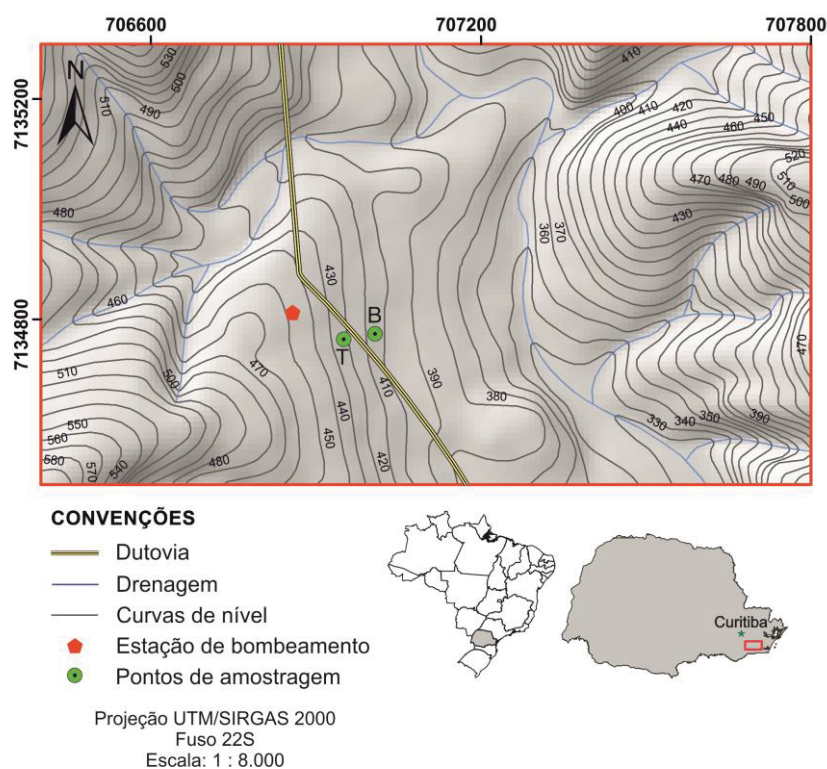 706600 707200 707800
7135200
7134800
N
530
500
510
490
480
460
510
550
560
580
570
540
500
480
470
430
440
450
420
410
390
380
B
T
410
400 410 420
440 460 450
520
510
500
470 480 490
430
360
370
470
330 340 350 390
CONVENÇÕES
Dutovia
Drenagem
Curvas de nível
Estação de bombeamento
Pontos de amostragem
Projeção UTM/SIRGAS 2000
Fuso 22S
Escala: 1 : 8.000
Curitiba